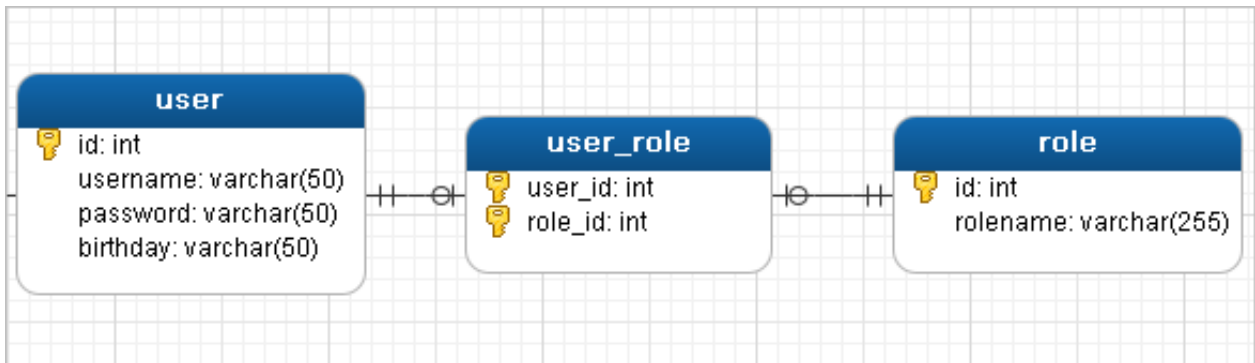 user
id: int
username: varchar(50)
password: varchar(50)
birthday: varchar(50)
user_role
user_id: int
role_id: int
role
id: int
rolename: varchar(255)